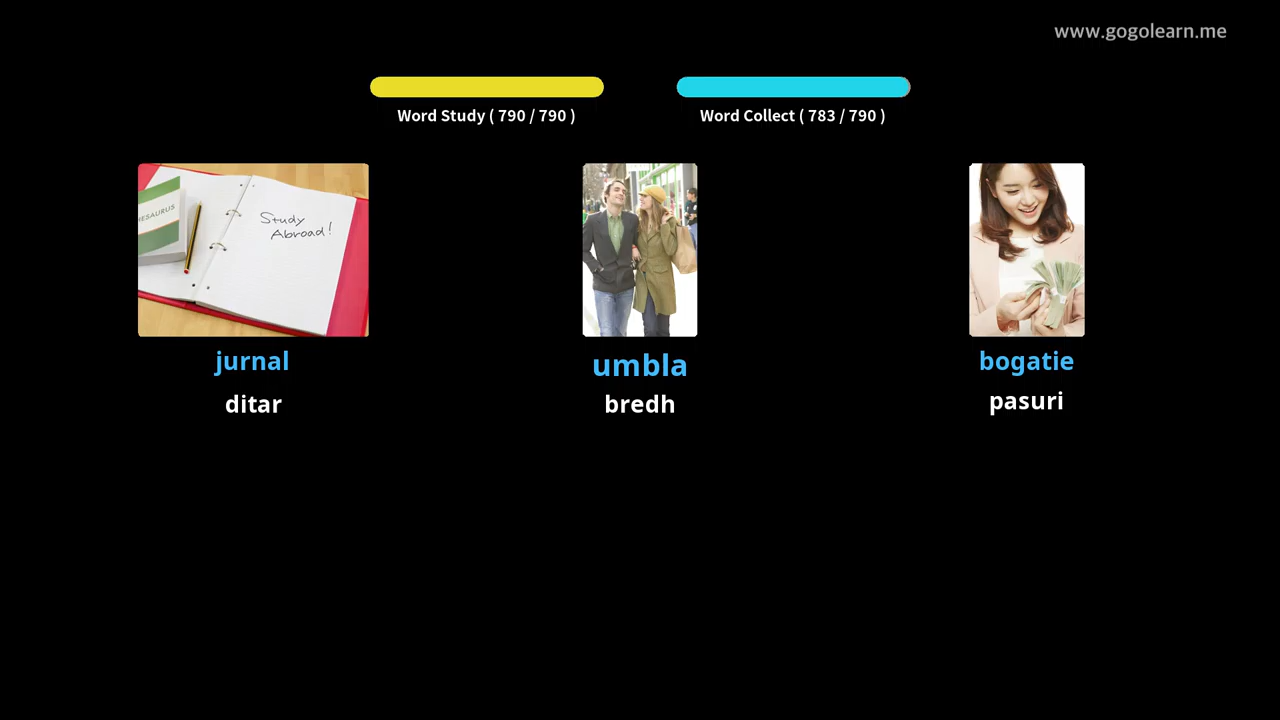 www.gogolearn.me
Word Study ( 790 / 790 )
Word Collect ( 783 / 790 )
HESAURUS
Study
Abroad!
jurnal
umbla
bogatie
ditar
bredh
pasuri